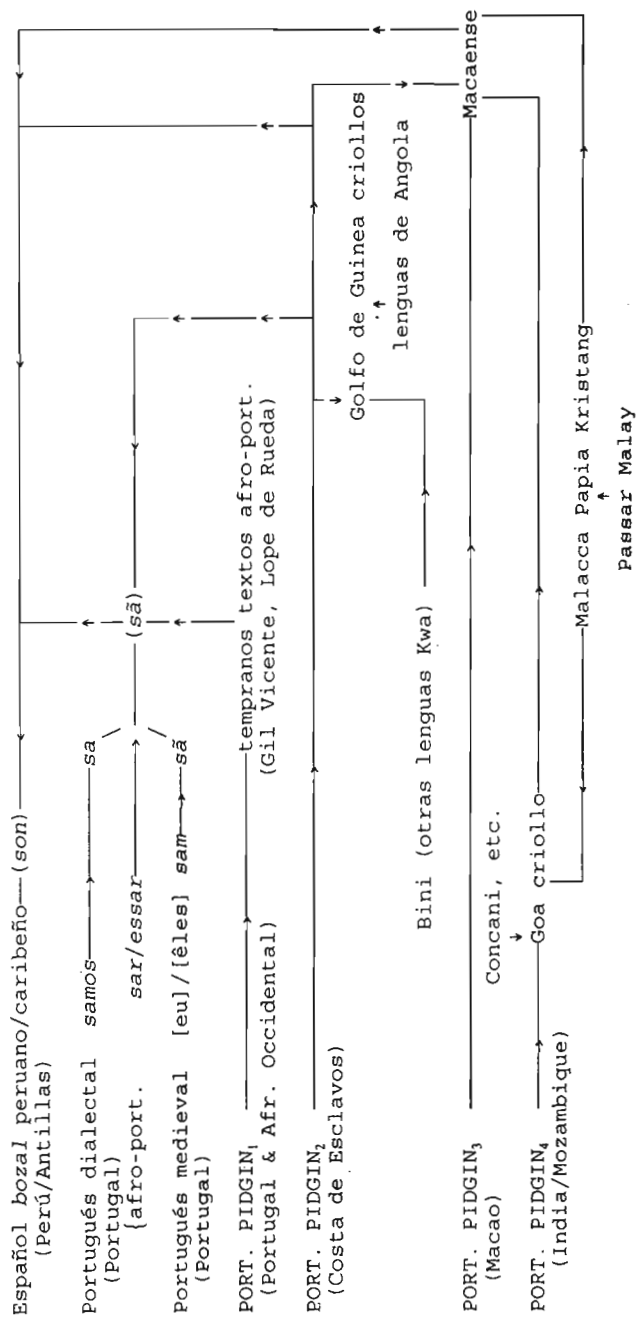 Español bozal peruano/caribeño (son)
(Perú/Antillas)
Portugués dialectal samos sa
(Portugal)
{afro-port. sar/essar (sã)
Portugués medieval [eu]/[êles] sam sã
(Portugal)
PORT. PIDGIN₁ tempranos textos afro-port.
(Portugal & Afr. Occidental) (Gil Vicente, Lope de Rueda)
PORT. PIDGIN₂
(Costa de Esclavos)
Golfo de Guinea criollos
lenguas de Angola
Bini (otras lenguas Kwa)
PORT. PIDGIN₃ Macaense
(Macao)
Concani, etc.
PORT. PIDGIN₄ Goa criollo
(India/Mozambique)
Malacca Papia Kristang
Passar Malay